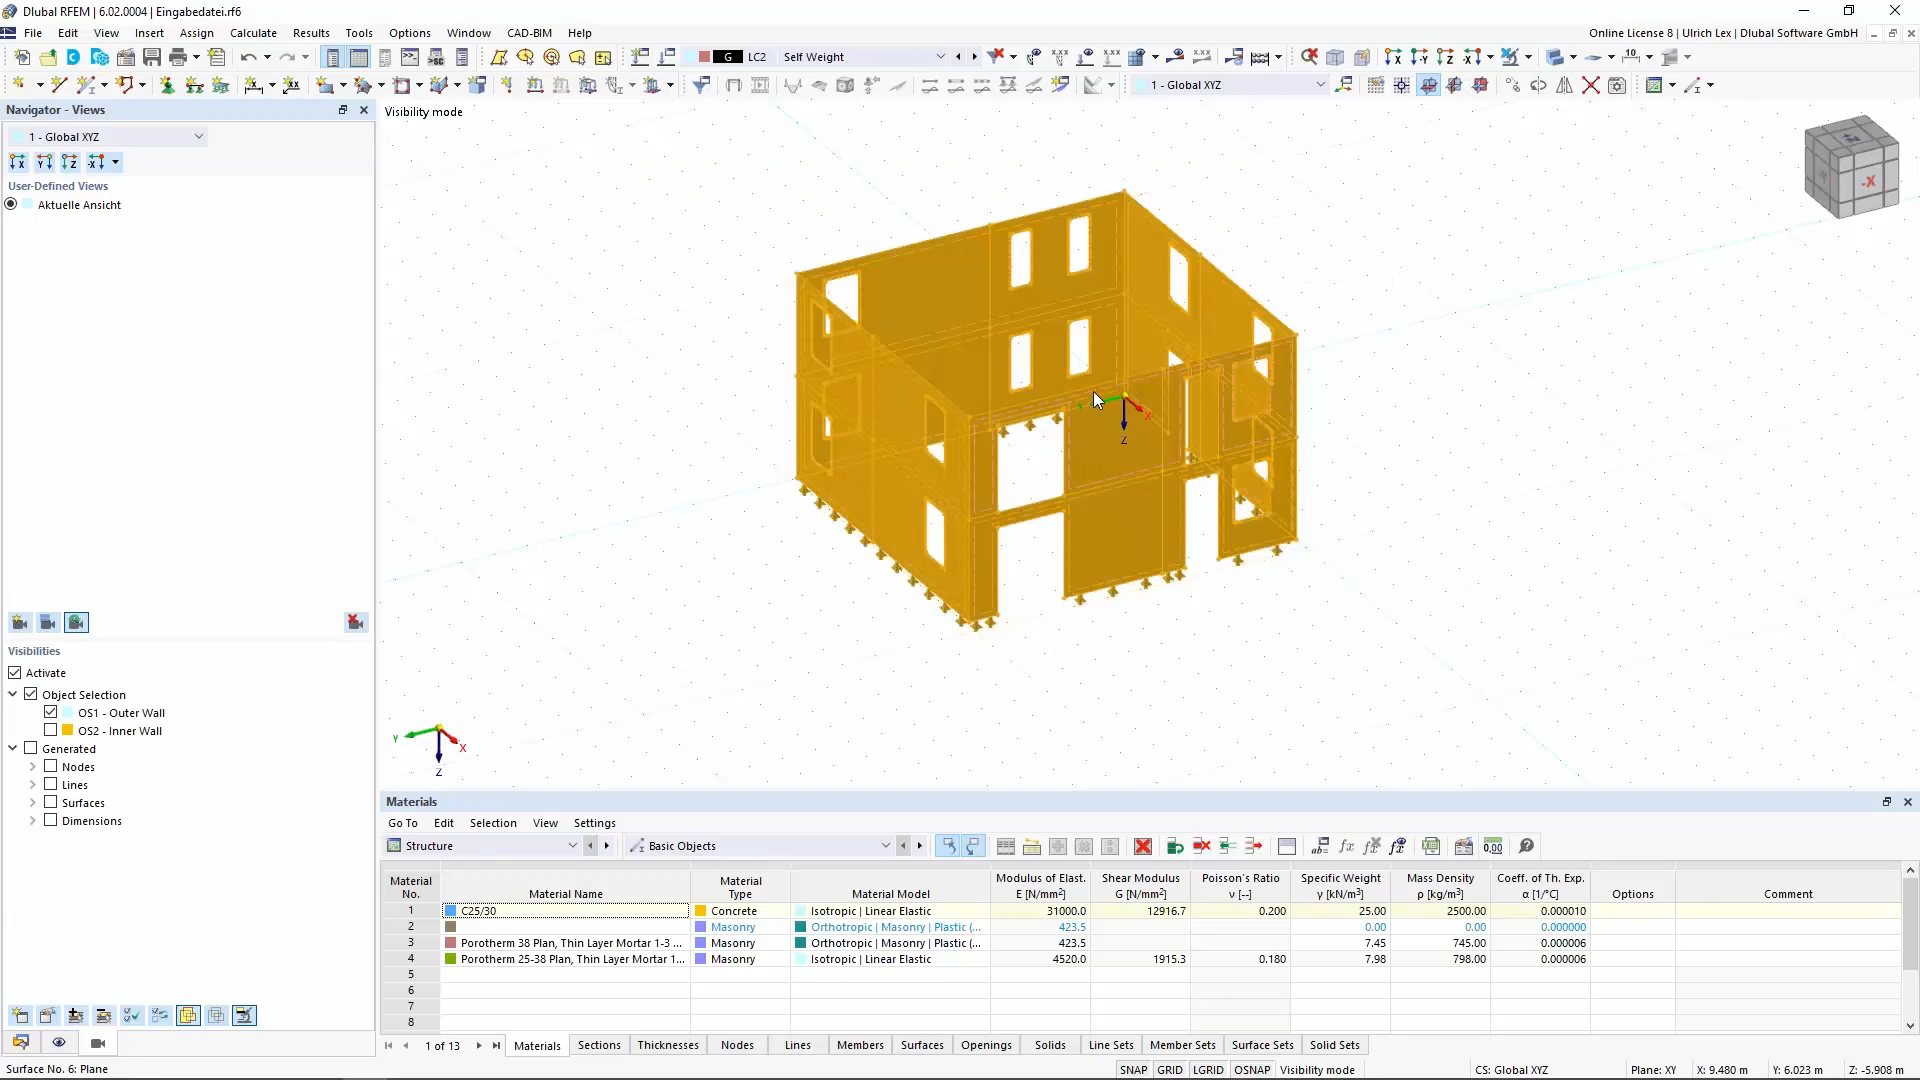 Dlubal RFEM | 6.02.0004 | Eingabedatei.rf6
File Edit View Insert Assign Calculate Results Tools Options Window CAD-BIM Help
Online License 8 | Ulrich Lex | Dlubal Software GmbH
G LC2 Self Weight
1 - Global XYZ
Navigator - Views
1 - Global XYZ
User-Defined Views
Aktuelle Ansicht
Visibility mode
-X
X
Z
Visibilities
Activate
Object Selection
OS1 - Outer Wall
OS2 - Inner Wall
Generated
Nodes
Lines
Surfaces
Dimensions
Y
X
Z
Materials
Go To Edit Selection View Settings
Structure Basic Objects
Material No. Material Name Material Type Material Model Modulus of Elast. E [N/mm²] Shear Modulus G [N/mm²] Poisson's Ratio ν [--] Specific Weight γ [kN/m³] Mass Density ρ [kg/m³] Coeff. of Th. Exp. α [1/°C] Options Comment
1 C25/30 Concrete Isotropic | Linear Elastic 31000.0 12916.7 0.200 25.00 2500.00 0.000010
2 Masonry Orthotropic | Masonry | Plastic (... 423.5 0.00 0.00 0.000000
3 Porotherm 38 Plan, Thin Layer Mortar 1-3 ... Masonry Orthotropic | Masonry | Plastic (... 423.5 7.45 745.00 0.000006
4 Porotherm 25-38 Plan, Thin Layer Mortar 1... Masonry Isotropic | Linear Elastic 4520.0 1915.3 0.180 7.98 798.00 0.000006
5
6
7
8
1 of 13 Materials Sections Thicknesses Nodes Lines Members Surfaces Openings Solids Line Sets Member Sets Surface Sets Solid Sets
Surface No. 6: Plane SNAP GRID LGRID OSNAP Visibility mode CS: Global XYZ Plane: XY X: 9.480 m Y: 6.023 m Z: -5.908 m